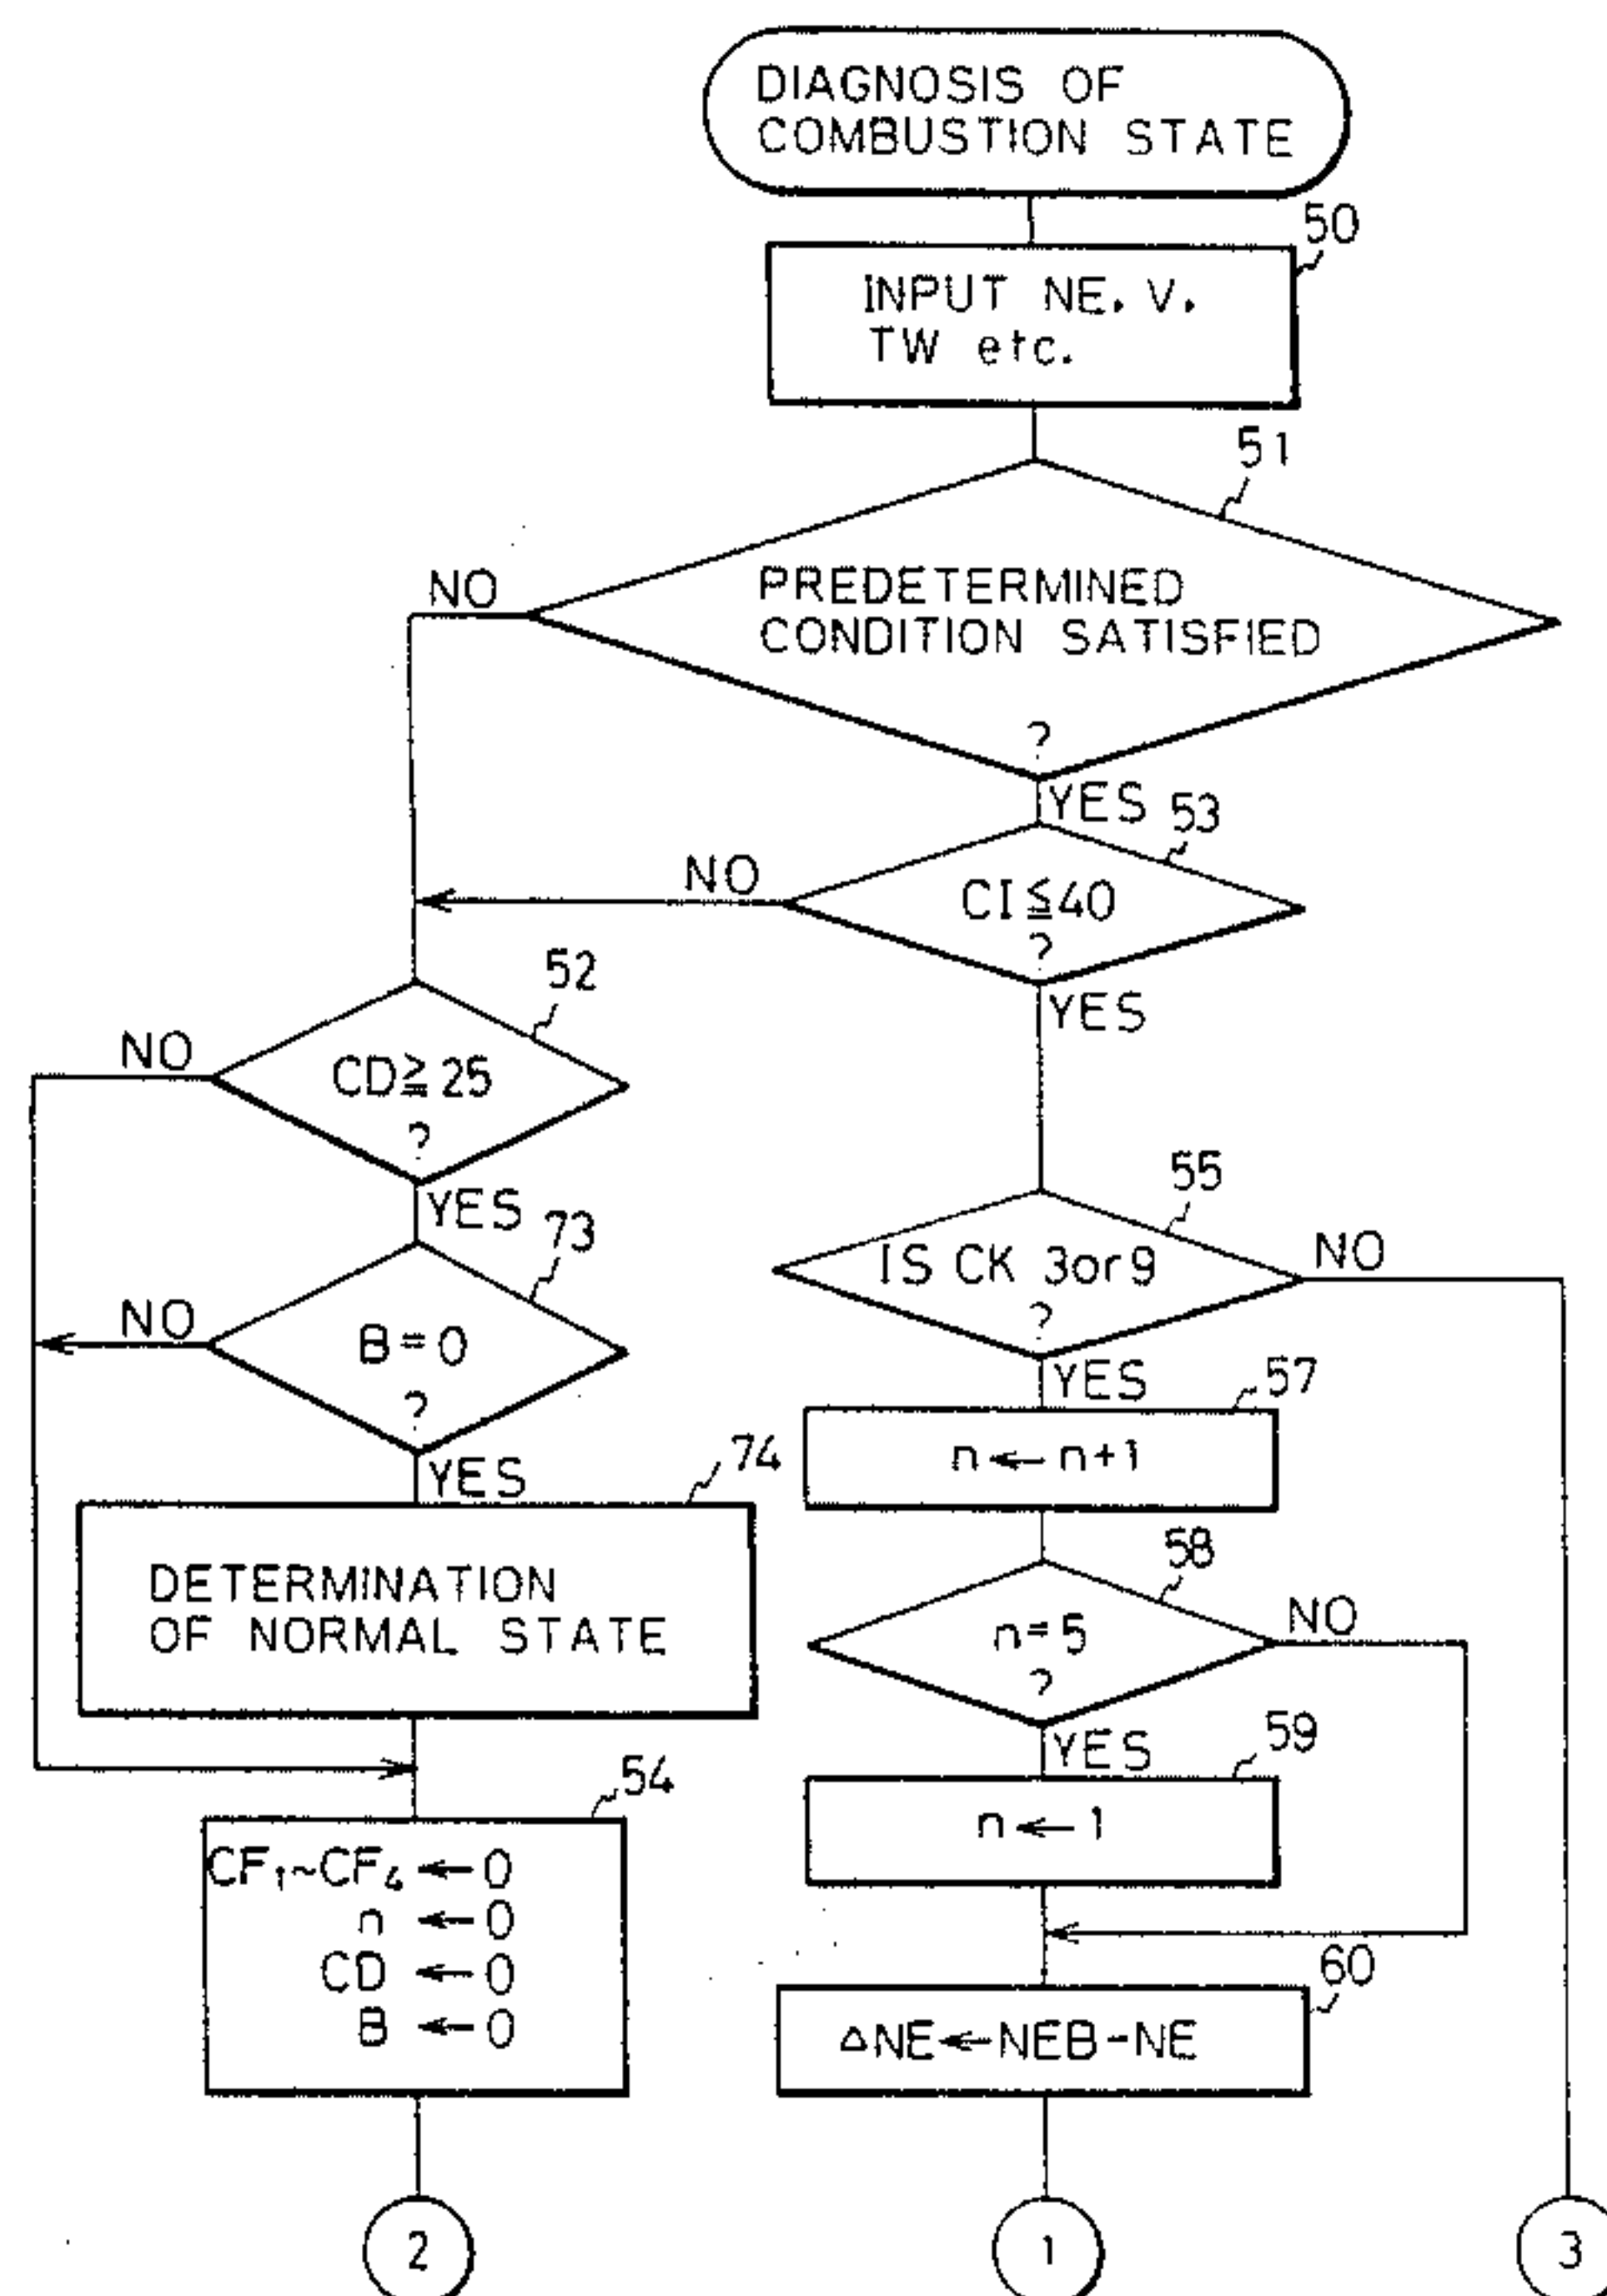 DIAGNOSIS OF
COMBUSTION STATE
50
INPUT NE. V.
TW etc.
51
NO
PREDETERMINED
CONDITION SATISFIED
?
YES
53
NO
CI≦40
?
YES
52
NO
CD≧25
?
YES
55
IS CK 3or9
?
NO
YES
73
NO
B=0
?
YES
57
n←n+1
74
DETERMINATION
OF NORMAL STATE
58
n=5
?
NO
YES
59
n←1
54
CF₁~CF₄←0
n←0
CD←0
B←0
60
ΔNE←NEB-NE
2
1
3